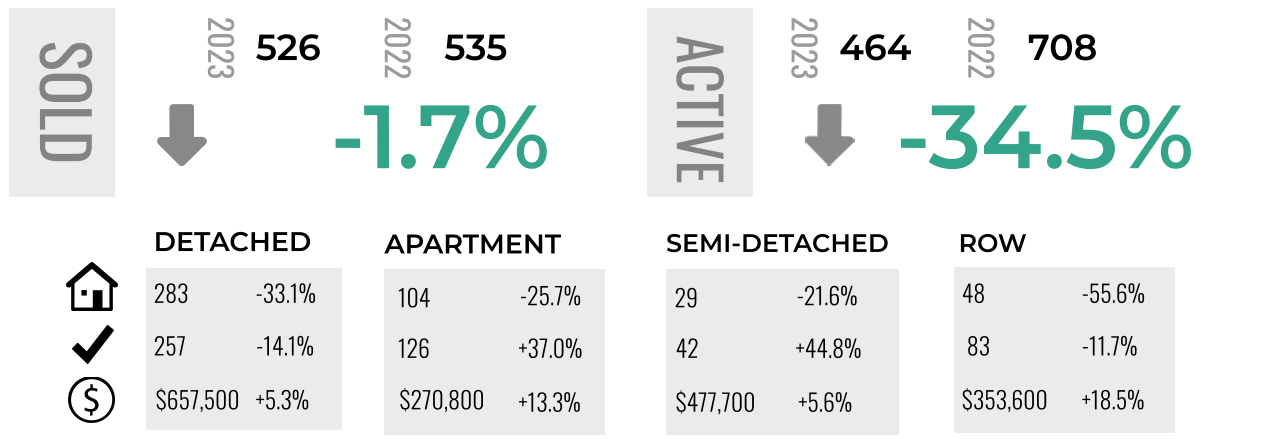 SOLD
2023 526 2022 535
-1.7%
ACTIVE
2023 464 2022 708
-34.5%
DETACHED
283 -33.1%
257 -14.1%
$657,500 +5.3%
APARTMENT
104 -25.7%
126 +37.0%
$270,800 +13.3%
SEMI-DETACHED
29 -21.6%
42 +44.8%
$477,700 +5.6%
ROW
48 -55.6%
83 -11.7%
$353,600 +18.5%